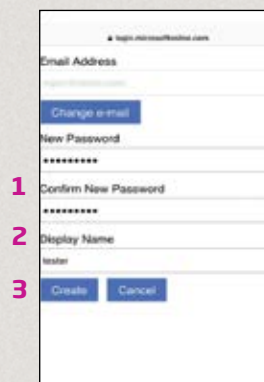 login.microsoftonline.com
Email Address
Change e-mail
New Password
•••••••••
1 Confirm New Password
•••••••••
2 Display Name
tester
3 Create Cancel